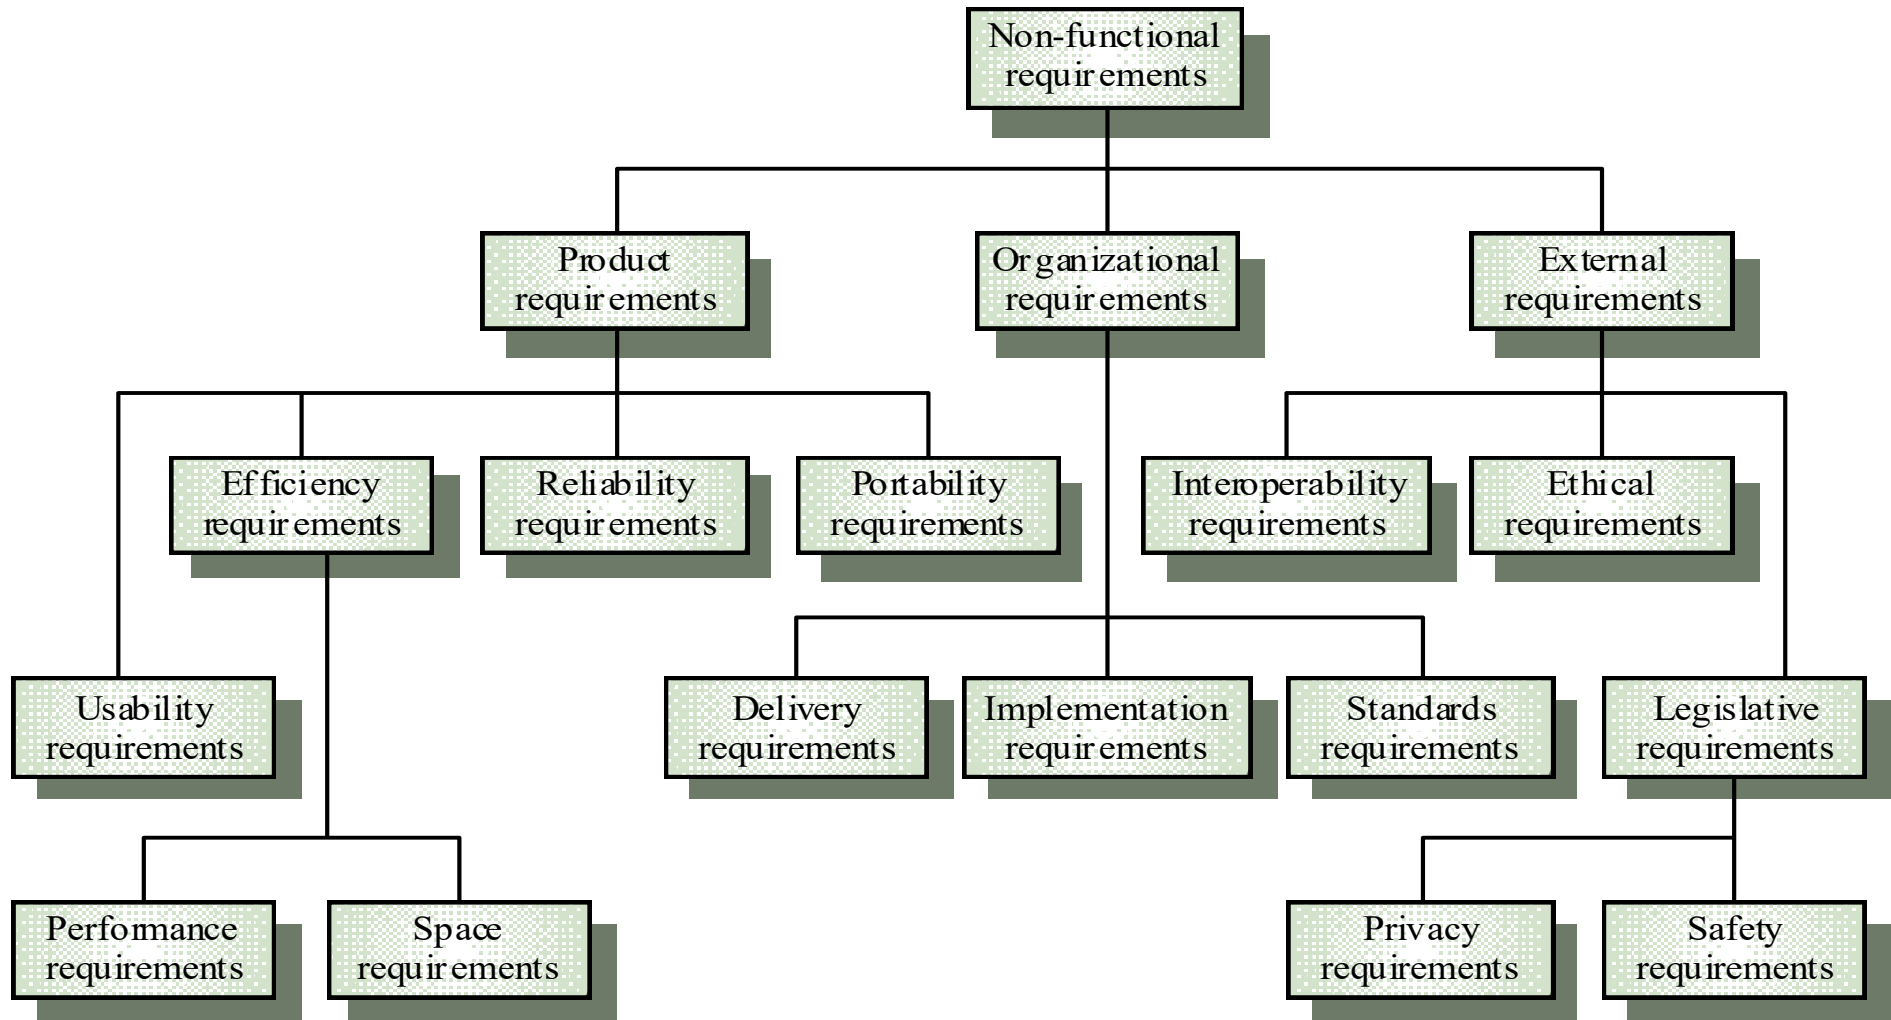 Non-functional
requirements
Product
requirements
Organizational
requirements
External
requirements
Efficiency
requirements
Reliability
requirements
Portability
requirements
Interoperability
requirements
Ethical
requirements
Usability
requirements
Delivery
requirements
Implementation
requirements
Standards
requirements
Legislative
requirements
Performance
requirements
Space
requirements
Privacy
requirements
Safety
requirements